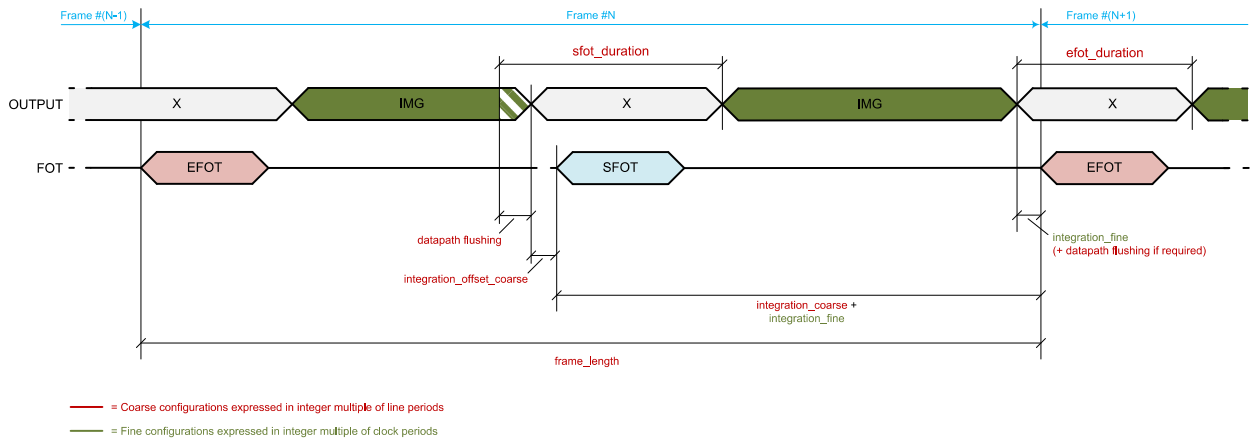 Frame #(N-1)
Frame #N
Frame #(N+1)
sfot_duration
efot_duration
OUTPUT
X
IMG
X
IMG
X
FOT
EFOT
SFOT
EFOT
datapath flushing
integration_fine
(+ datapath flushing if required)
integration_offset_coarse
integration_coarse +
integration_fine
frame_length
= Coarse configurations expressed in integer multiple of line periods
= Fine configurations expressed in integer multiple of clock periods